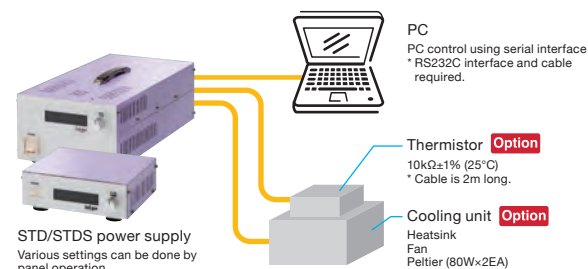 PC
PC control using serial interface
* RS232C interface and cable
required.
Thermistor Option
10kΩ±1% (25°C)
* Cable is 2m long.
Cooling unit Option
Heatsink
Fan
Peltier (80W×2EA)
STD/STDS power supply
Various settings can be done by
panel operation